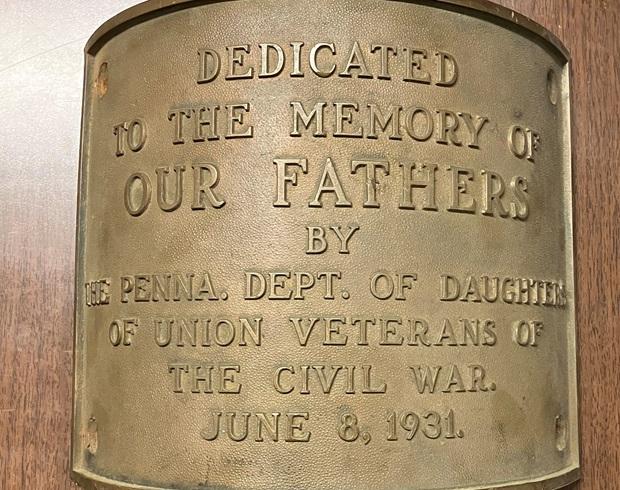 DEDICATED
TO THE MEMORY OF
OUR FATHERS
BY
THE PENNA. DEPT. OF DAUGHTERS
OF UNION VETERANS OF
THE CIVIL WAR.
JUNE 8, 1931.